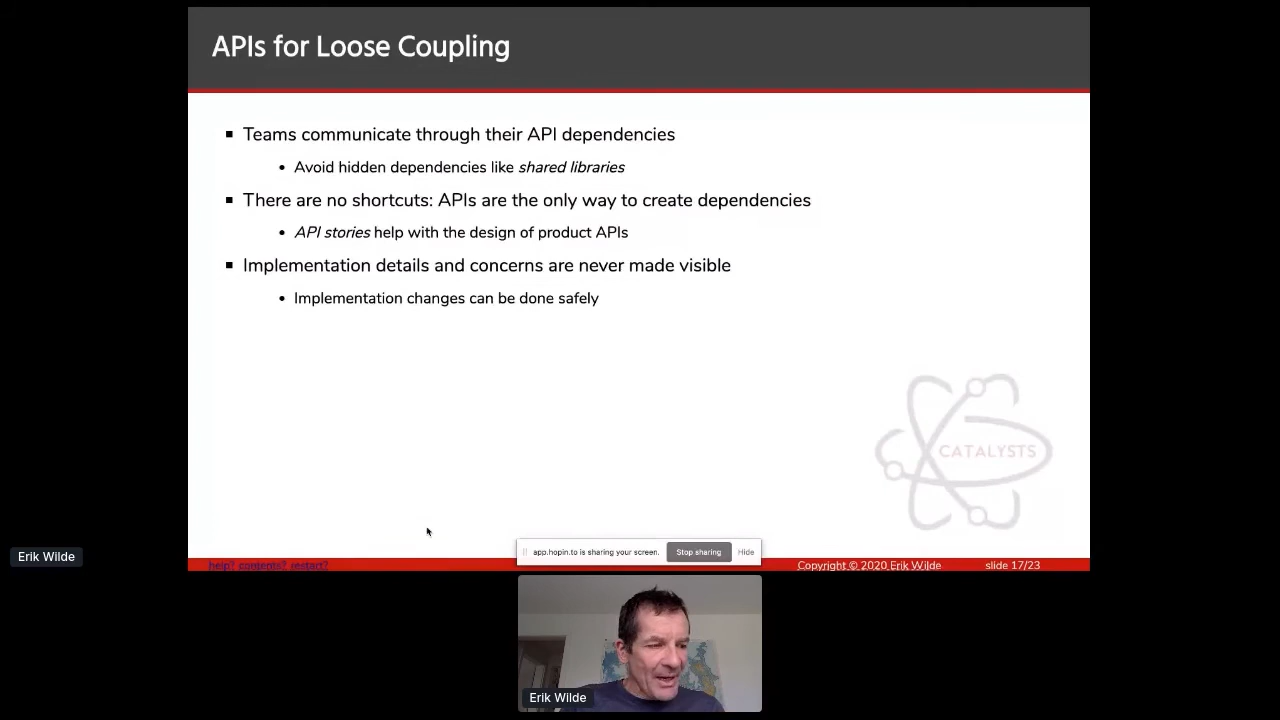 APIs for Loose Coupling
Teams communicate through their API dependencies
Avoid hidden dependencies like shared libraries
There are no shortcuts: APIs are the only way to create dependencies
API stories help with the design of product APIs
Implementation details and concerns are never made visible
Implementation changes can be done safely
CATALYSTS
app.hopin.to is sharing your screen. Stop sharing Hide
Erik Wilde
help? contents? restart? Copyright © 2020 Erik Wilde slide 17/23
Erik Wilde